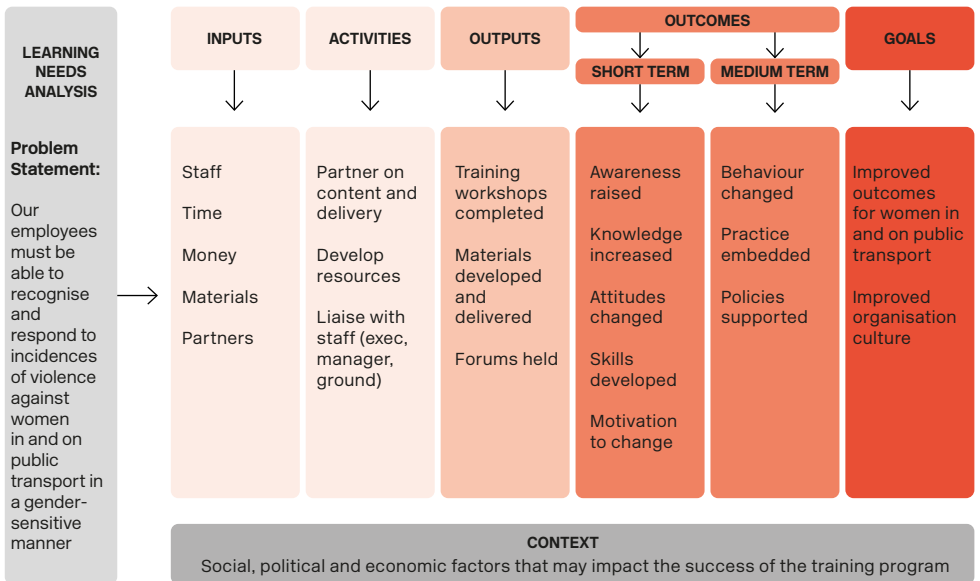 LEARNING
NEEDS
ANALYSIS
Problem
Statement:
Our
employees
must be
able to
recognise
and
respond to
incidences
of violence
against
women
in and on
public
transport in
a gender-
sensitive
manner
INPUTS
Staff
Time
Money
Materials
Partners
ACTIVITIES
Partner on
content and
delivery
Develop
resources
Liaise with
staff (exec,
manager,
ground)
OUTPUTS
Training
workshops
completed
Materials
developed
and
delivered
Forums held
OUTCOMES
SHORT TERM
Awareness
raised
Knowledge
increased
Attitudes
changed
Skills
developed
Motivation
to change
MEDIUM TERM
Behaviour
changed
Practice
embedded
Policies
supported
GOALS
Improved
outcomes
for women in
and on public
transport
Improved
organisation
culture
CONTEXT
Social, political and economic factors that may impact the success of the training program